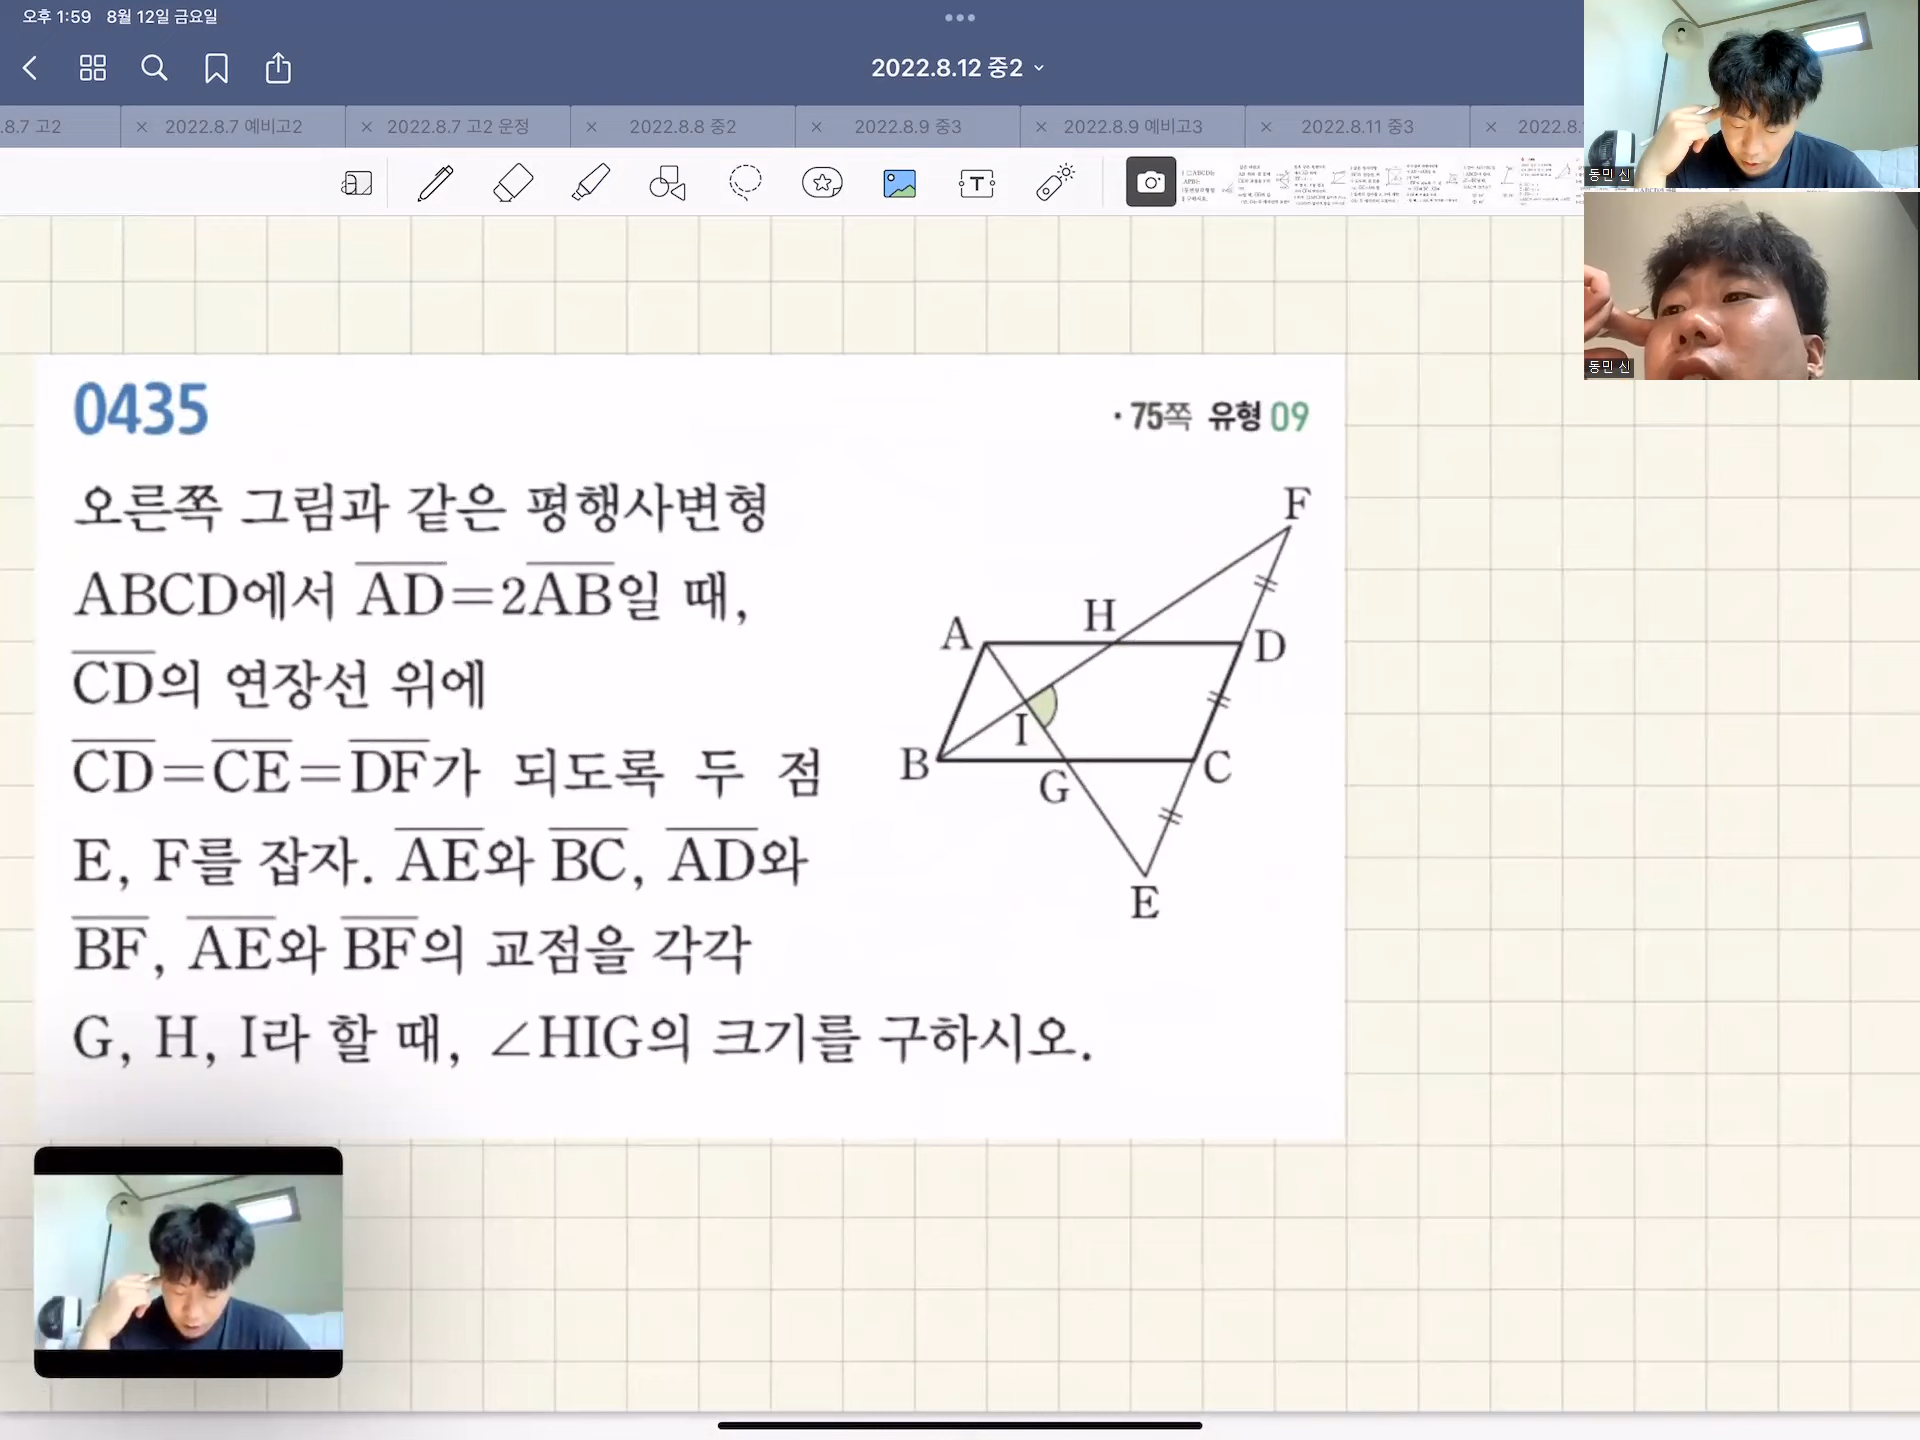 오후 1:59 8월 12일 금요일
2022.8.12 중2
.8.7 고2
2022.8.7 예비고2
2022.8.7 고2 운정
2022.8.8 중2
2022.8.9 중3
2022.8.9 예비고3
2022.8.11 중3
2022.8.
동민 신
동민 신
0435
· 75쪽 유형 09
오른쪽 그림과 같은 평행사변형
ABCD에서 AD=2AB일 때,
CD의 연장선 위에
CD=CE=DF가 되도록 두 점
E, F를 잡자. AE와 BC, AD와
BF, AE와 BF의 교점을 각각
G, H, I라 할 때, ∠HIG의 크기를 구하시오.
F
A
H
D
I
B
G
C
E